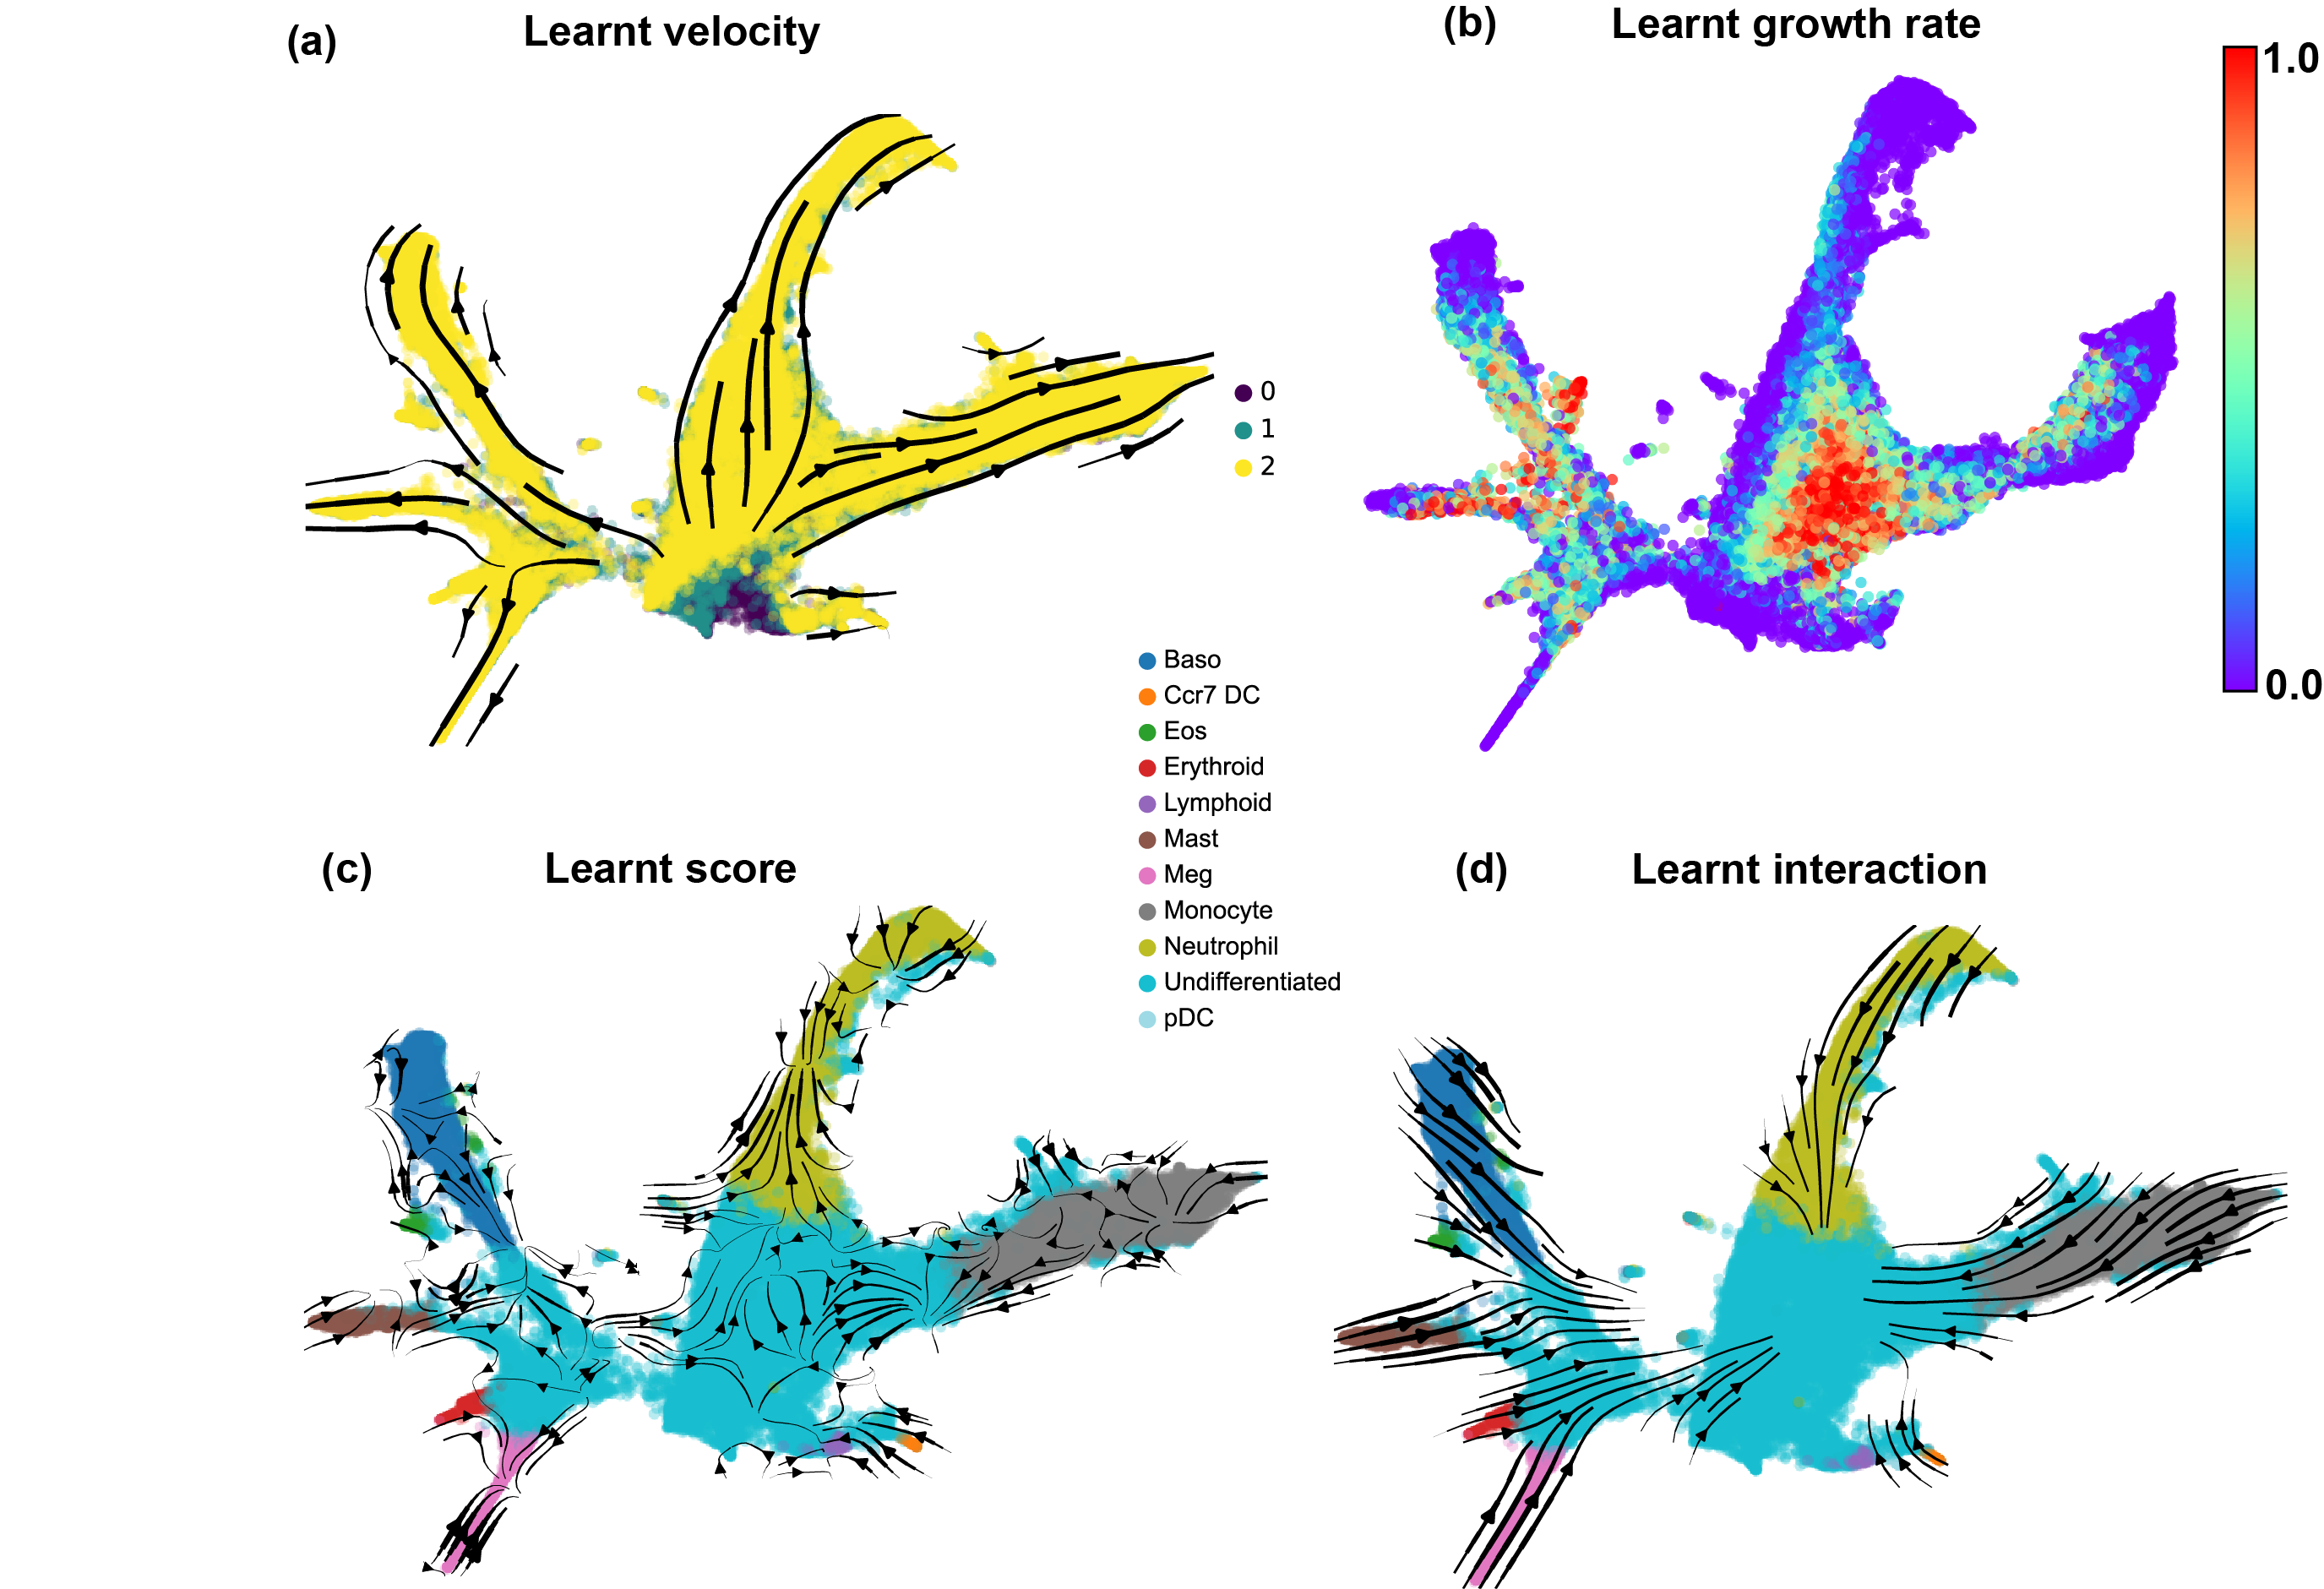 (a) Learnt velocity
(b) Learnt growth rate
1.0
0.0
0
1
2
Baso
Ccr7 DC
Eos
Erythroid
Lymphoid
Mast
Meg
Monocyte
Neutrophil
Undifferentiated
pDC
(c) Learnt score
(d) Learnt interaction